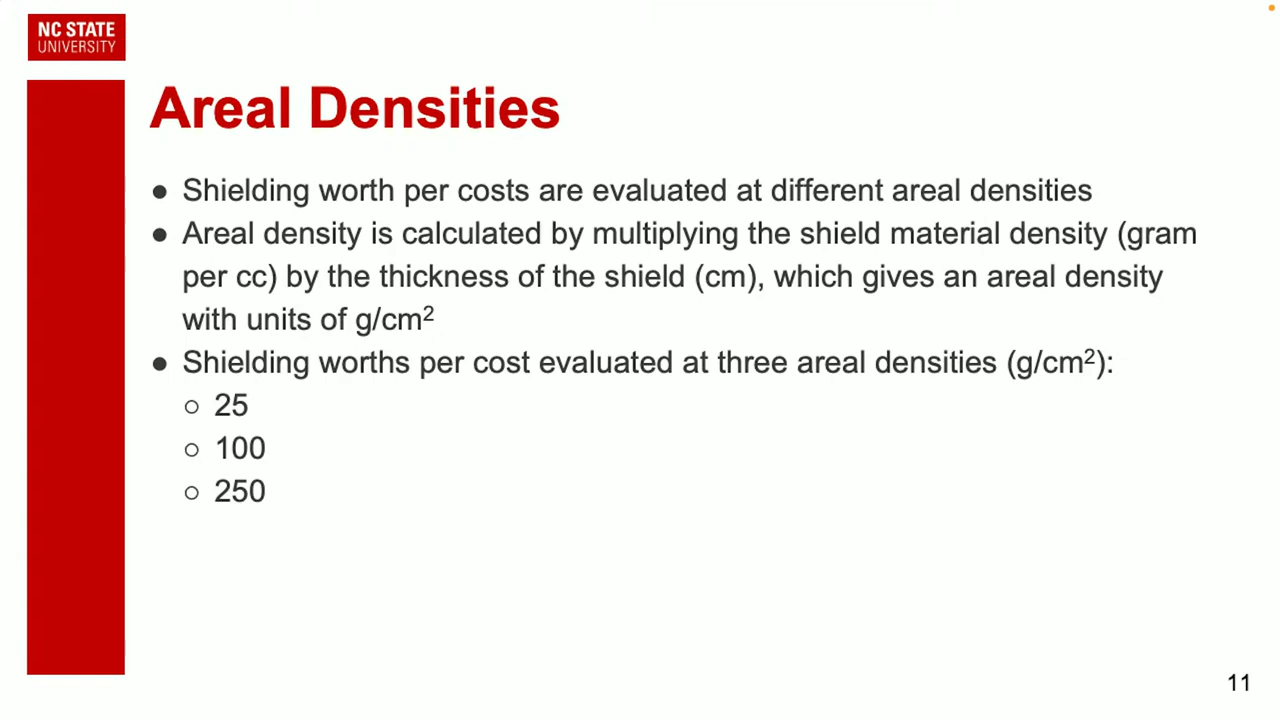 NC STATE
UNIVERSITY
Areal Densities
● Shielding worth per costs are evaluated at different areal densities
● Areal density is calculated by multiplying the shield material density (gram
per cc) by the thickness of the shield (cm), which gives an areal density
with units of g/cm²
● Shielding worths per cost evaluated at three areal densities (g/cm²):
○ 25
○ 100
○ 250
11